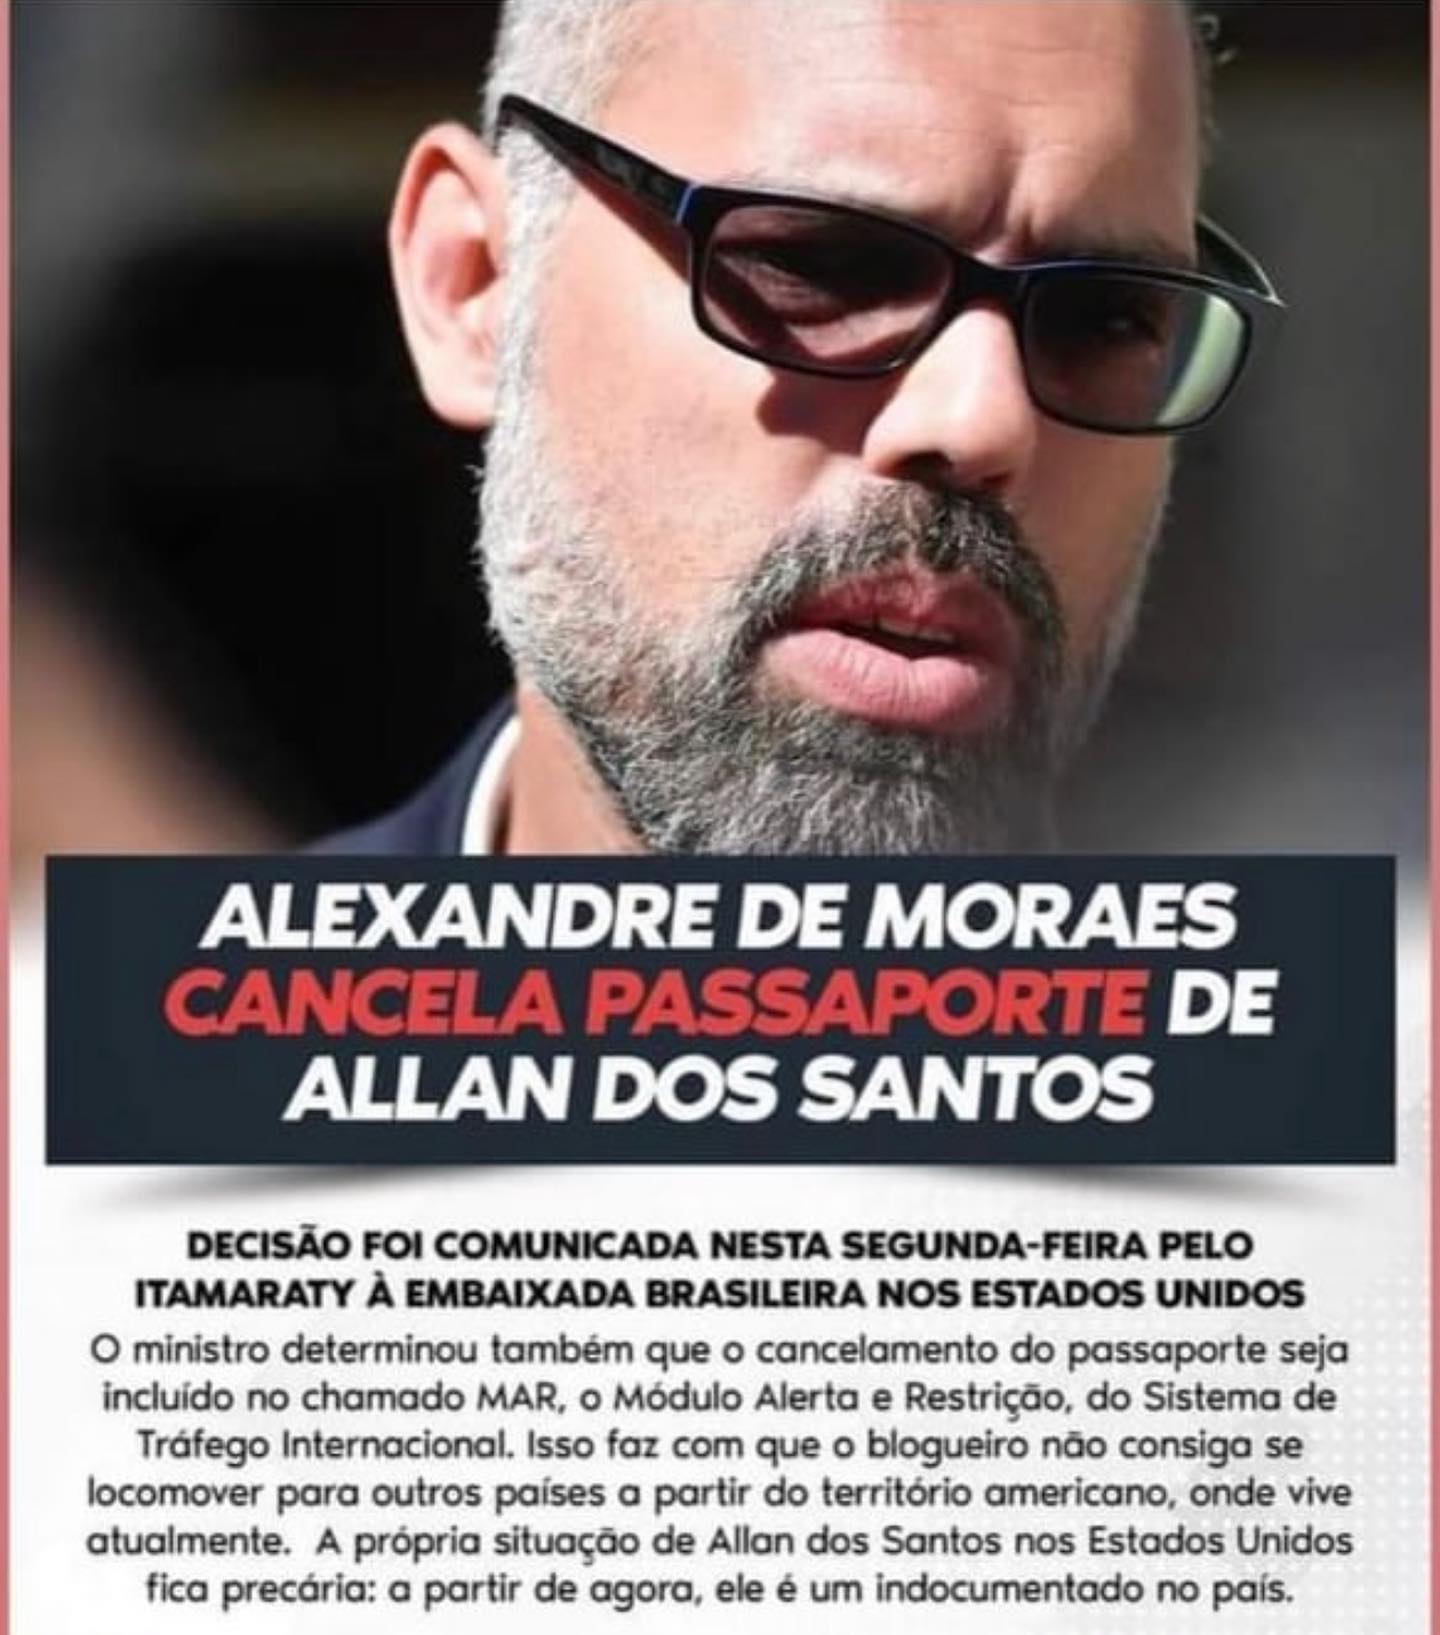 ALEXANDRE DE MORAES
CANCELA PASSAPORTE DE
ALLAN DOS SANTOS
DECISÃO FOI COMUNICADA NESTA SEGUNDA-FEIRA PELO
ITAMARATY À EMBAIXADA BRASILEIRA NOS ESTADOS UNIDOS
O ministro determinou também que o cancelamento do passaporte seja
incluído no chamado MAR, o Módulo Alerta e Restrição, do Sistema de
Tráfego Internacional. Isso faz com que o blogueiro não consiga se
locomover para outros países a partir do território americano, onde vive
atualmente. A própria situação de Allan dos Santos nos Estados Unidos
fica precária: a partir de agora, ele é um indocumentado no país.